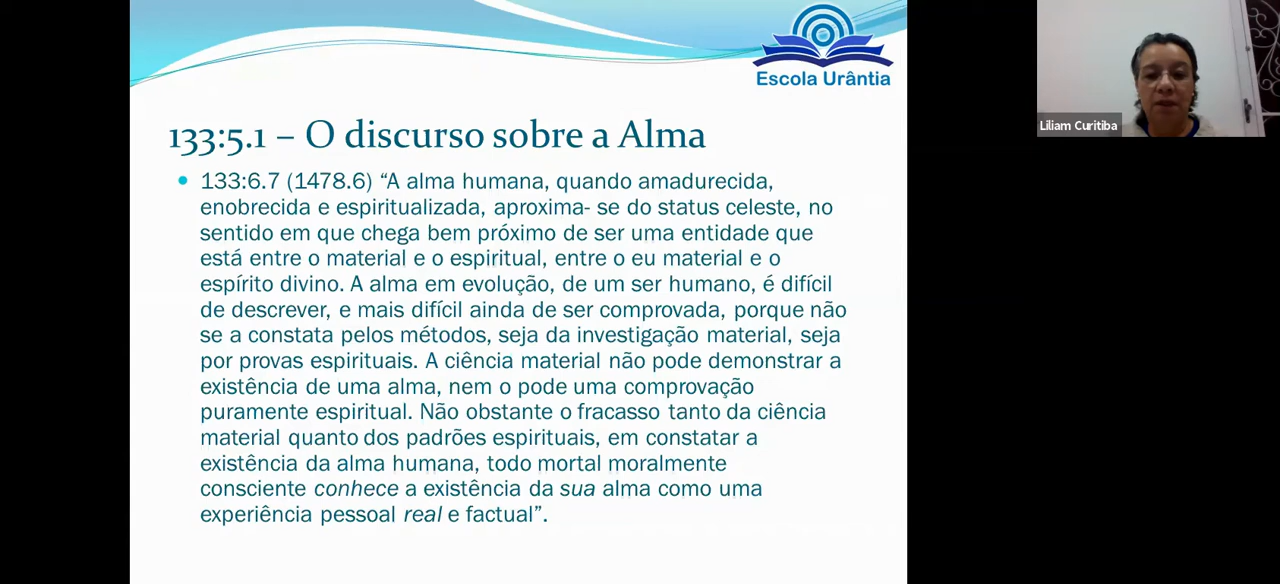 Escola Urântia
Liliam Curitiba
133:5.1 – O discurso sobre a Alma
• 133:6.7 (1478.6) “A alma humana, quando amadurecida,
enobrecida e espiritualizada, aproxima- se do status celeste, no
sentido em que chega bem próximo de ser uma entidade que
está entre o material e o espiritual, entre o eu material e o
espírito divino. A alma em evolução, de um ser humano, é difícil
de descrever, e mais difícil ainda de ser comprovada, porque não
se a constata pelos métodos, seja da investigação material, seja
por provas espirituais. A ciência material não pode demonstrar a
existência de uma alma, nem o pode uma comprovação
puramente espiritual. Não obstante o fracasso tanto da ciência
material quanto dos padrões espirituais, em constatar a
existência da alma humana, todo mortal moralmente
consciente conhece a existência da sua alma como uma
experiência pessoal real e factual”.